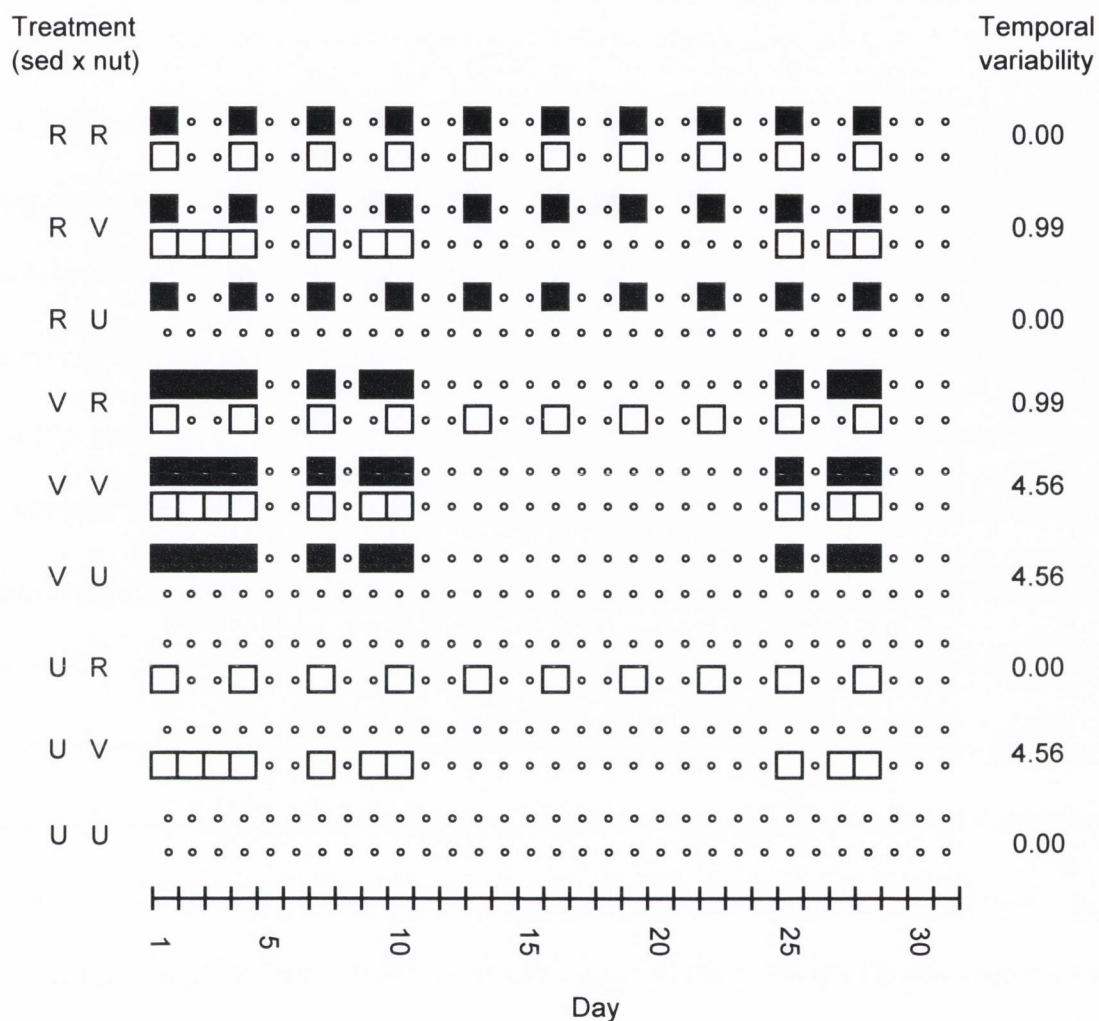 Treatment
(sed x nut)
Temporal
variability
R R 0.00
R V 0.99
R U 0.00
V R 0.99
V V 4.56
V U 4.56
U R 0.00
U V 4.56
U U 0.00
1 5 10 15 20 25 30
Day